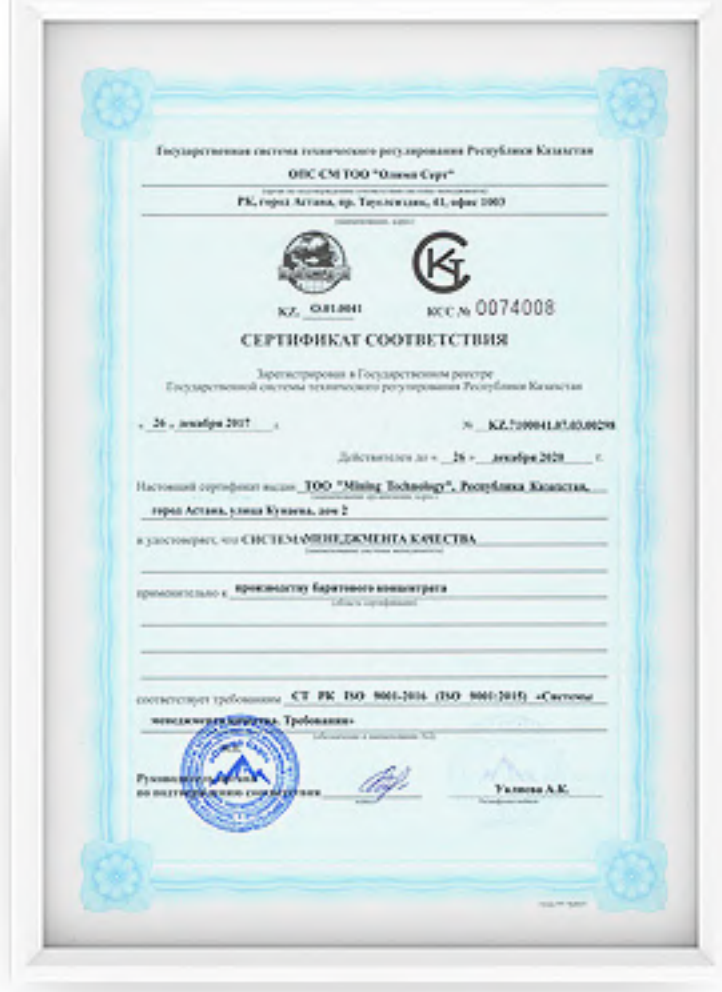 Государственная система технического регулирования Республики Казахстан
ОПС СМ ТОО "Олимп Серт"
РК, город Астана, пр. Тауелсиздик, 41, офис 1003
KZ. O.01.0041
КСС № 0074008
СЕРТИФИКАТ СООТВЕТСТВИЯ
Зарегистрирован в Государственном реестре
Государственной системы технического регулирования Республики Казахстан
« 26 » декабря 2017 г.
№ KZ.7100041.07.03.00298
Действителен до « 26 » декабря 2020 г.
Настоящий сертификат выдан ТОО "Mining Technology", Республика Казахстан,
город Астана, улица Кунаева, дом 2
и удостоверяет, что СИСТЕМА МЕНЕДЖМЕНТА КАЧЕСТВА
применительно к производству баритового концентрата
(область сертификации)
соответствует требованиям СТ РК ISO 9001-2016 (ISO 9001:2015) «Системы
менеджмента качества. Требования»
Руководитель органа
по подтверждению соответствия
Уалиева А.К.